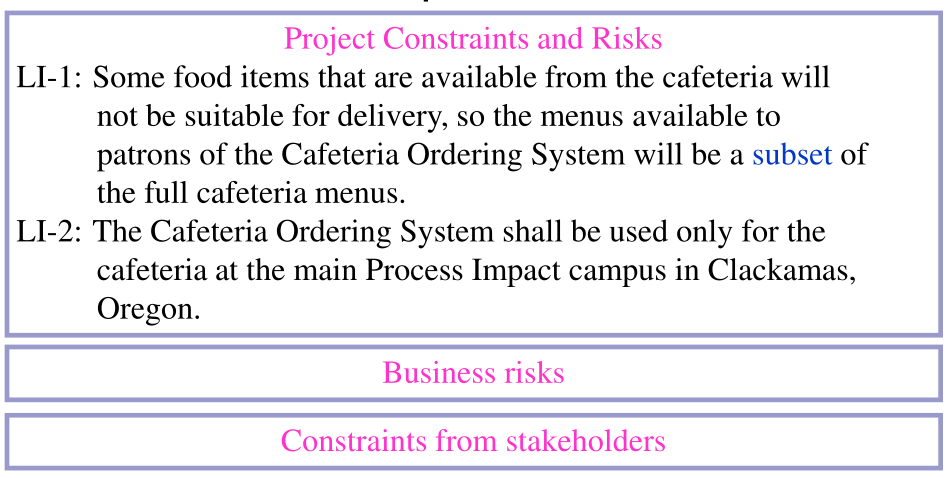 Project Constraints and Risks
LI-1: Some food items that are available from the cafeteria will
not be suitable for delivery, so the menus available to
patrons of the Cafeteria Ordering System will be a subset of
the full cafeteria menus.
LI-2: The Cafeteria Ordering System shall be used only for the
cafeteria at the main Process Impact campus in Clackamas,
Oregon.
Business risks
Constraints from stakeholders